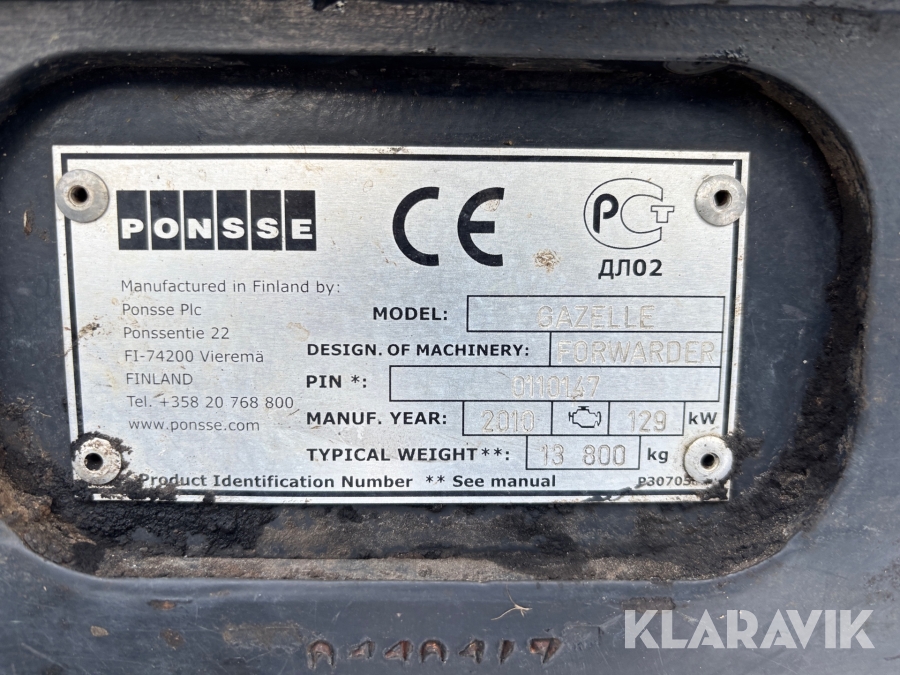 PONSSE
CE
PCT
ДЛ02
Manufactured in Finland by:
Ponsse Plc
Ponssentie 22
FI-74200 Vieremä
FINLAND
Tel. +358 20 768 800
www.ponsse.com
MODEL: GAZELLE
DESIGN. OF MACHINERY: FORWARDER
PIN *: 0110147
MANUF. YEAR: 2010 129 kW
TYPICAL WEIGHT**: 13 800 kg
Product Identification Number ** See manual
KLARAVIK